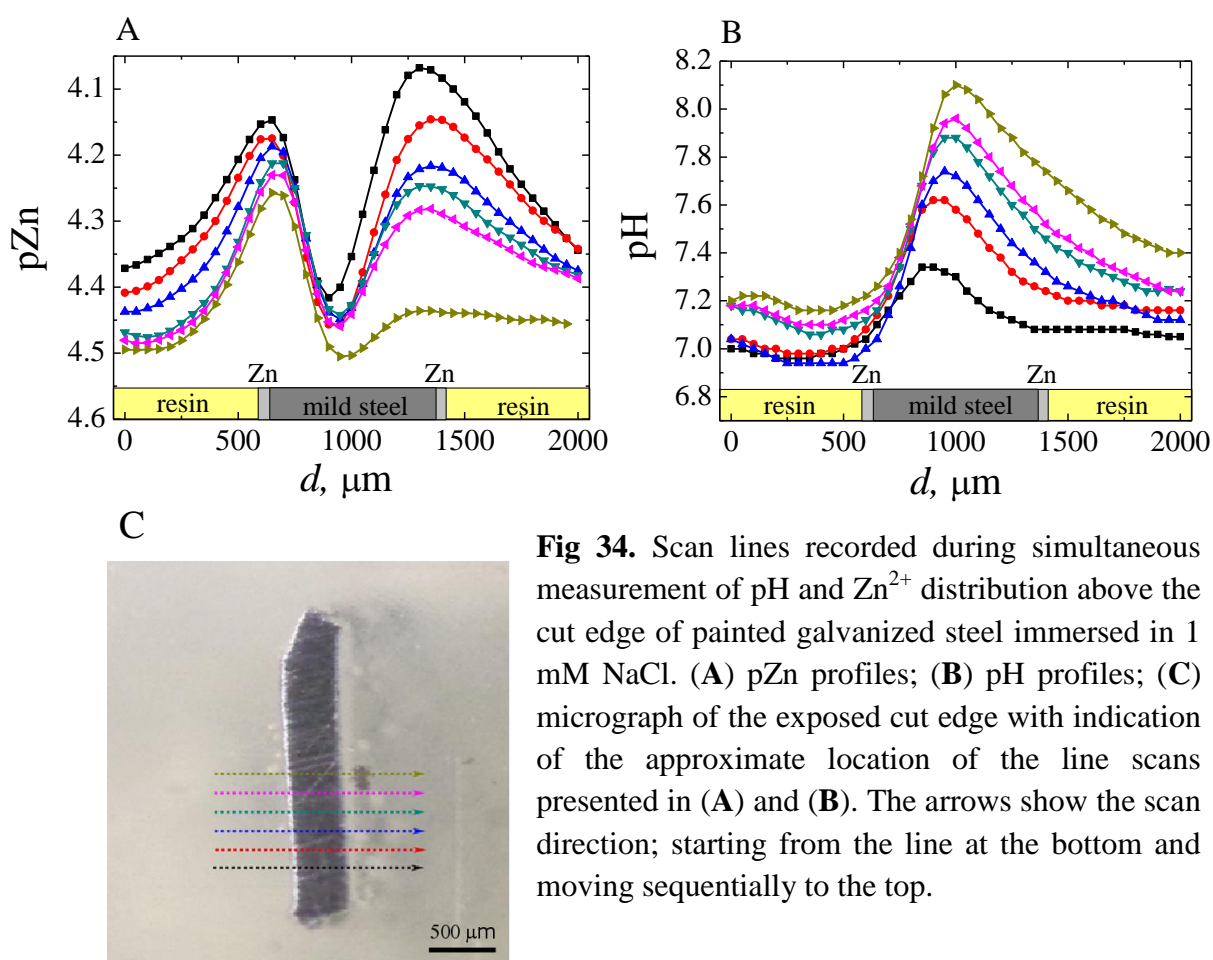 A
pZn
4.1
4.2
4.3
4.4
4.5
4.6
Zn
Zn
resin
mild steel
resin
0
500
1000
1500
2000
d, μm
B
pH
8.2
8.0
7.8
7.6
7.4
7.2
7.0
6.8
Zn
Zn
resin
mild steel
resin
0
500
1000
1500
2000
d, μm
C
500 μm
Fig 34. Scan lines recorded during simultaneous
measurement of pH and Zn²⁺ distribution above the
cut edge of painted galvanized steel immersed in 1
mM NaCl. (A) pZn profiles; (B) pH profiles; (C)
micrograph of the exposed cut edge with indication
of the approximate location of the line scans
presented in (A) and (B). The arrows show the scan
direction; starting from the line at the bottom and
moving sequentially to the top.